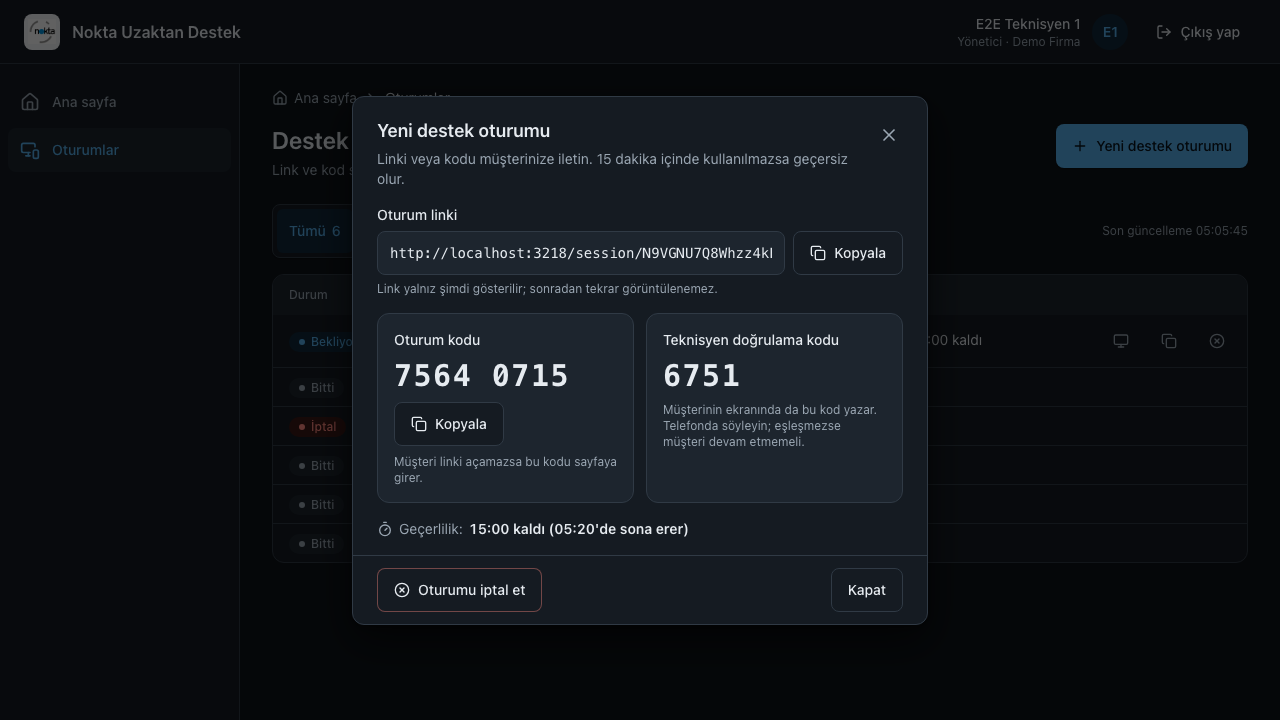 nokta
Nokta Uzaktan Destek
E2E Teknisyen 1
Yönetici · Demo Firma
E1
Çıkış yap
Ana sayfa
Oturumlar
Ana sayfa
Oturumlar
Destek
Yeni destek oturumu
Link ve kod
Tümü 6
Son güncelleme 05:05:45
Durum
Bekliyo
:00 kaldı
Bitti
İptal
Bitti
Bitti
Bitti
Yeni destek oturumu
Linki veya kodu müşterinize iletin. 15 dakika içinde kullanılmazsa geçersiz
olur.
Oturum linki
http://localhost:3218/session/N9VGNU7Q8Whzz4k
Kopyala
Link yalnız şimdi gösterilir; sonradan tekrar görüntülenemez.
Oturum kodu
7564 0715
Kopyala
Müşteri linki açamazsa bu kodu sayfaya
girer.
Teknisyen doğrulama kodu
6751
Müşterinin ekranında da bu kod yazar.
Telefonda söyleyin; eşleşmezse
müşteri devam etmemeli.
Geçerlilik: 15:00 kaldı (05:20'de sona erer)
Oturumu iptal et
Kapat